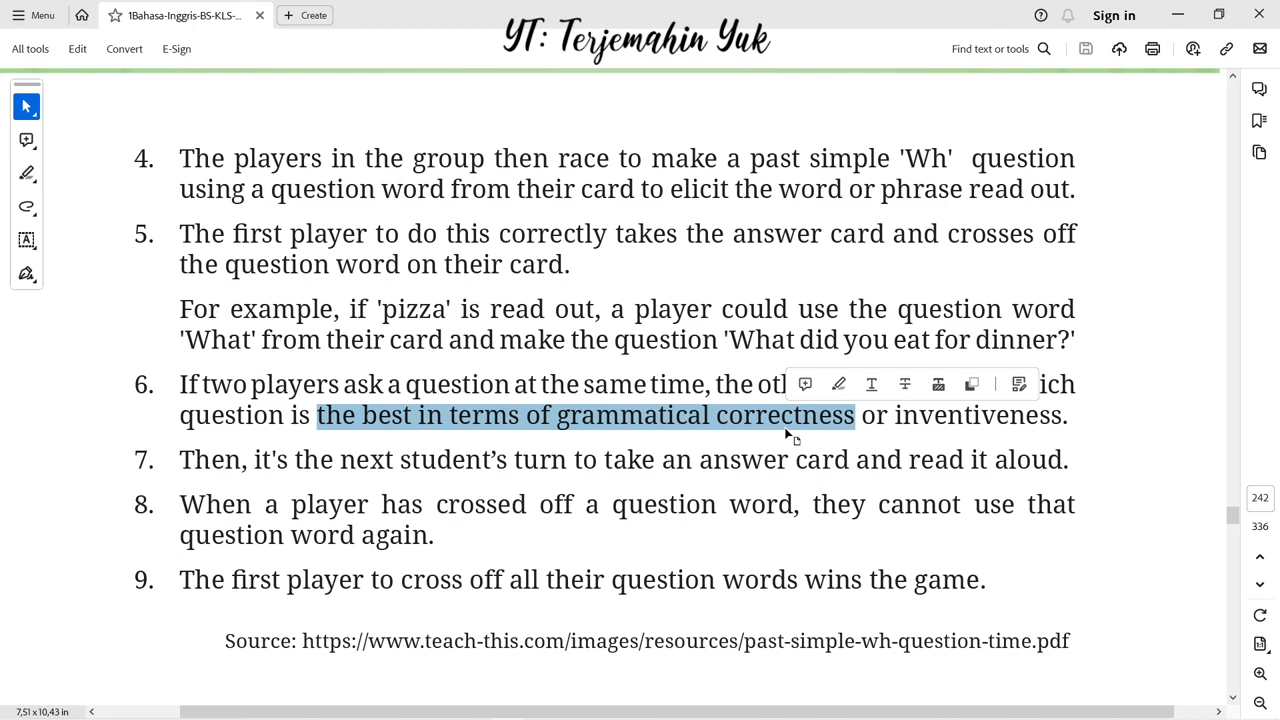 Menu
1Bahasa-Inggris-BS-KLS-...
Create
YT: Terjemahin Yuk
Sign in
All tools
Edit
Convert
E-Sign
Find text or tools
4. The players in the group then race to make a past simple 'Wh' question
using a question word from their card to elicit the word or phrase read out.
5. The first player to do this correctly takes the answer card and crosses off
the question word on their card.
For example, if 'pizza' is read out, a player could use the question word
'What' from their card and make the question 'What did you eat for dinner?'
6. If two players ask a question at the same time, the
question is the best in terms of grammatical correctness or inventiveness.
7. Then, it's the next student’s turn to take an answer card and read it aloud.
8. When a player has crossed off a question word, they cannot use that
question word again.
9. The first player to cross off all their question words wins the game.
Source: https://www.teach-this.com/images/resources/past-simple-wh-question-time.pdf
242
336
7,51 x 10,43 in